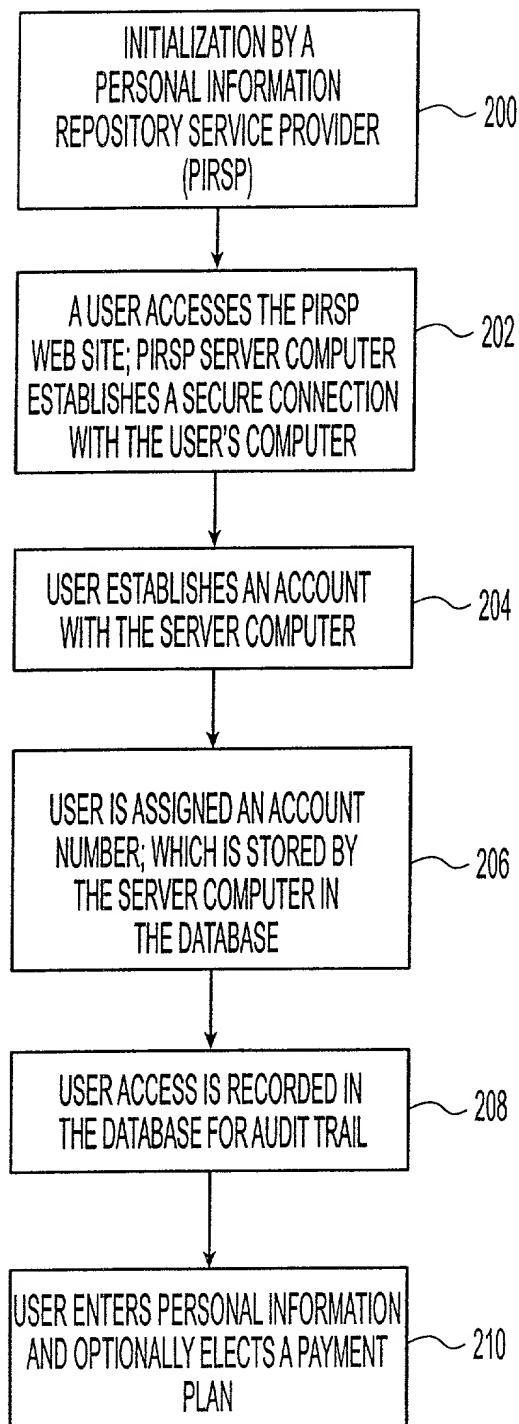 INITIALIZATION BY A
PERSONAL INFORMATION
REPOSITORY SERVICE PROVIDER
(PIRSP)
200
A USER ACCESSES THE PIRSP
WEB SITE; PIRSP SERVER COMPUTER
ESTABLISHES A SECURE CONNECTION
WITH THE USER'S COMPUTER
202
USER ESTABLISHES AN ACCOUNT
WITH THE SERVER COMPUTER
204
USER IS ASSIGNED AN ACCOUNT
NUMBER; WHICH IS STORED BY
THE SERVER COMPUTER IN
THE DATABASE
206
USER ACCESS IS RECORDED IN
THE DATABASE FOR AUDIT TRAIL
208
USER ENTERS PERSONAL INFORMATION
AND OPTIONALLY ELECTS A PAYMENT
PLAN
210